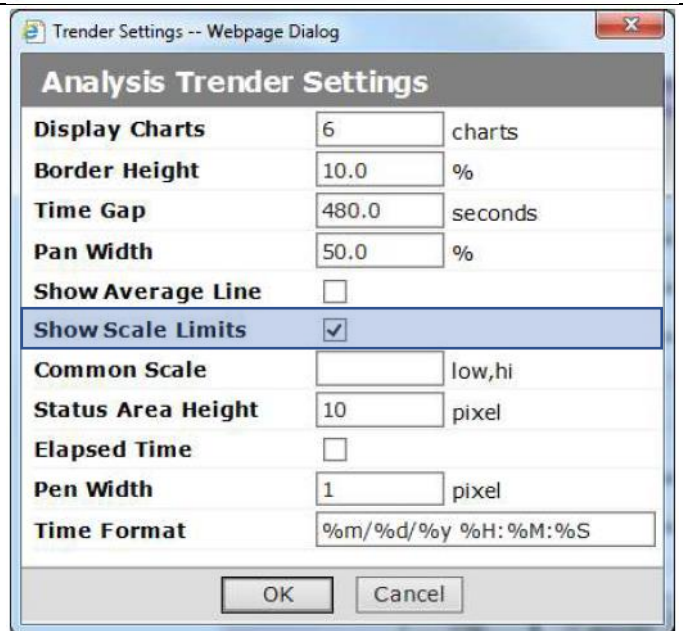 Trender Settings -- Webpage Dialog
Analysis Trender Settings
Display Charts 6 charts
Border Height 10.0 %
Time Gap 480.0 seconds
Pan Width 50.0 %
Show Average Line
Show Scale Limits
Common Scale low,hi
Status Area Height 10 pixel
Elapsed Time
Pen Width 1 pixel
Time Format %m/%d/%y %H:%M:%S
OK Cancel